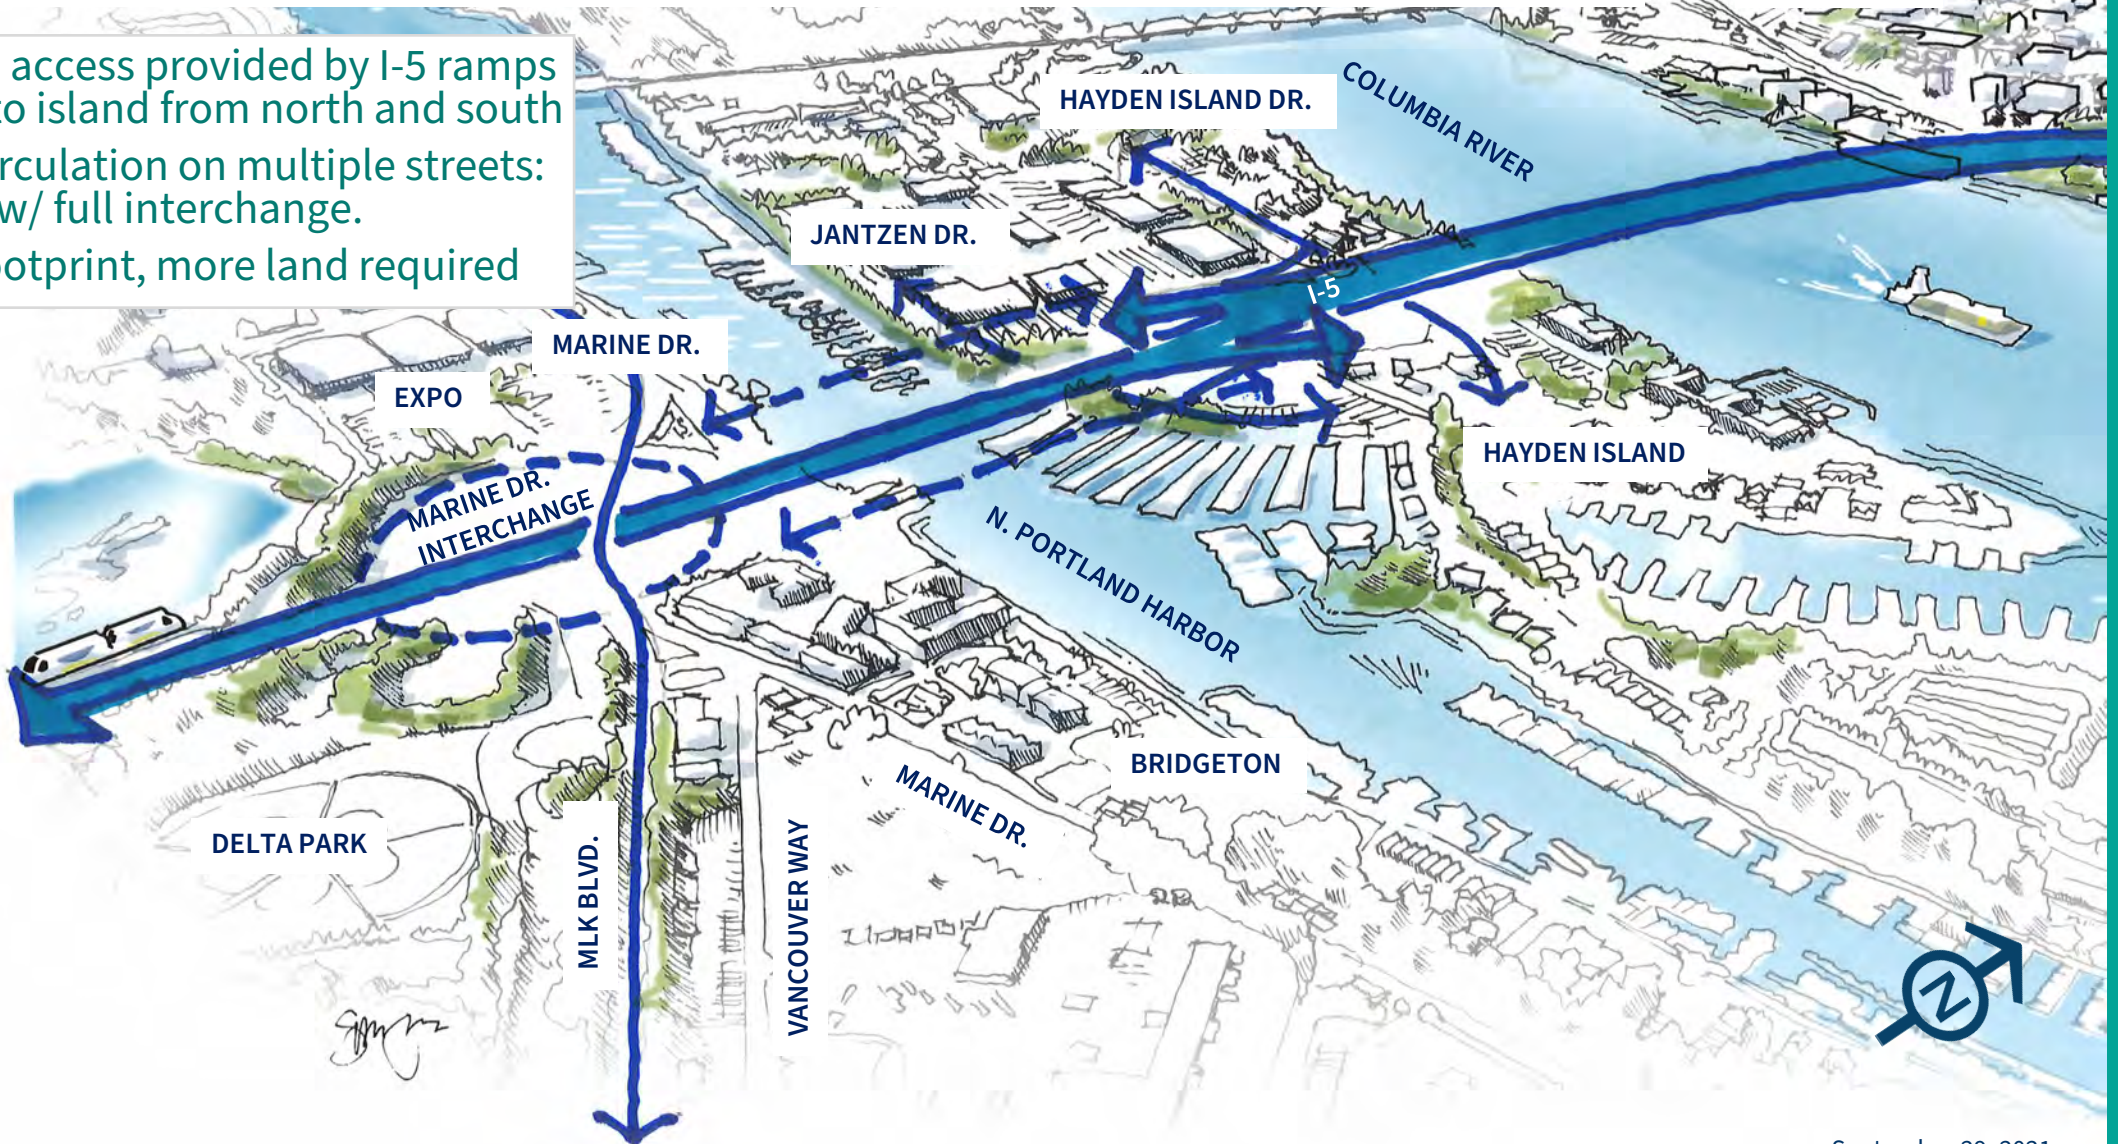 access provided by I-5 ramps
to island from north and south
rculation on multiple streets:
w/ full interchange.
ootprint, more land required
HAYDEN ISLAND DR.
COLUMBIA RIVER
JANTZEN DR.
I-5
MARINE DR.
EXPO
HAYDEN ISLAND
MARINE DR.
INTERCHANGE
N. PORTLAND HARBOR
BRIDGETON
MARINE DR.
DELTA PARK
MLK BLVD.
VANCOUVER WAY
N